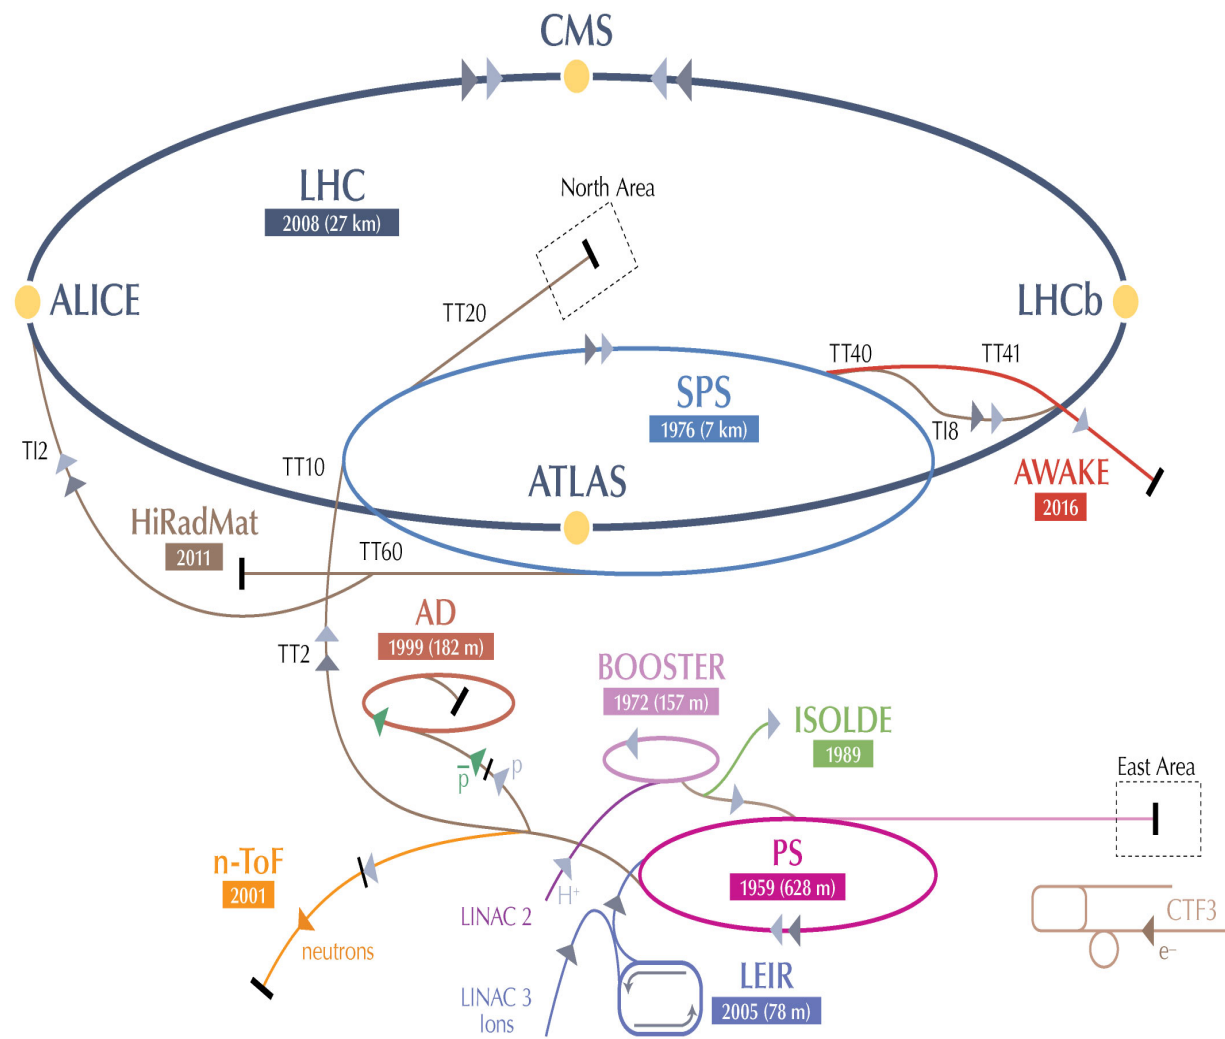 CMS
LHC
2008 (27 km)
North Area
ALICE
LHCb
TT20
TT40
TT41
SPS
1976 (7 km)
TI8
TI2
TT10
ATLAS
AWAKE
2016
HiRadMat
2011
TT60
AD
1999 (182 m)
TT2
BOOSTER
1972 (157 m)
ISOLDE
1989
p
p̅
East Area
n-ToF
2001
PS
1959 (628 m)
H⁺
LINAC 2
CTF3
e⁻
neutrons
LEIR
2005 (78 m)
LINAC 3
Ions